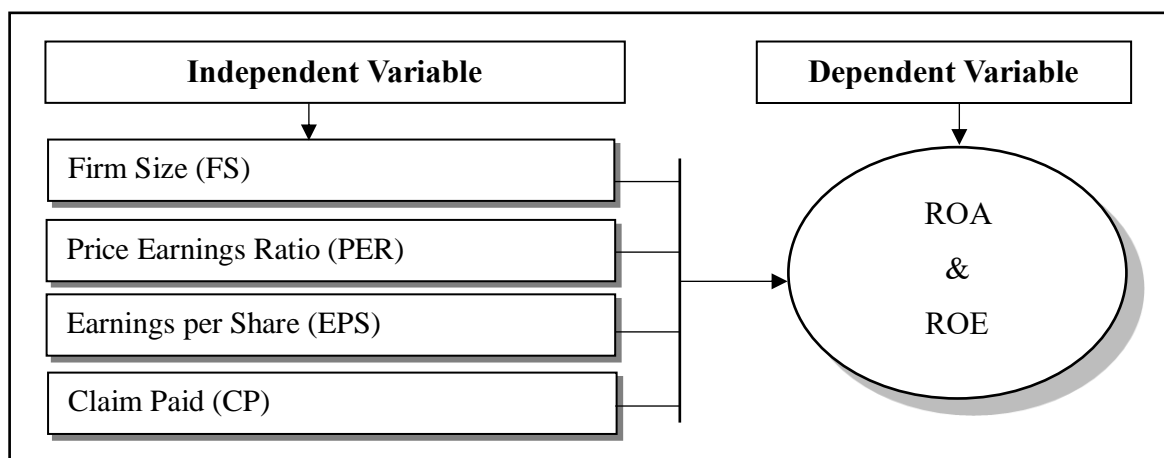 Independent Variable
Dependent Variable
Firm Size (FS)
Price Earnings Ratio (PER)
Earnings per Share (EPS)
Claim Paid (CP)
ROA
&
ROE